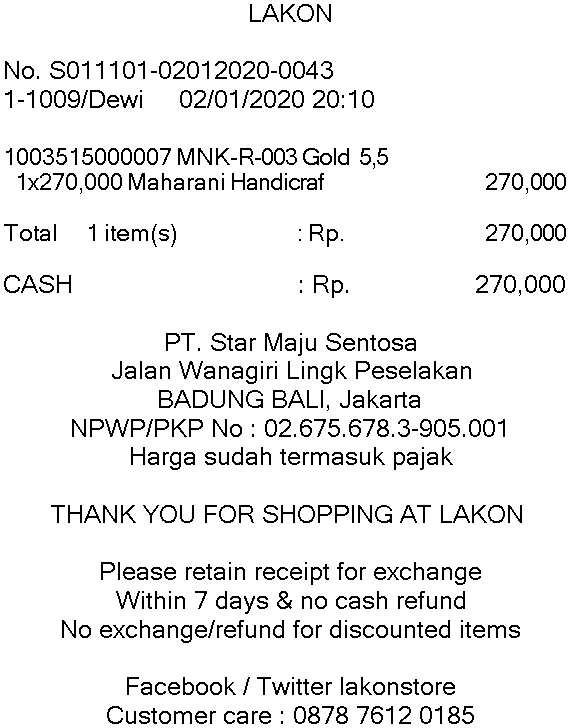 LAKON
No. S011101-02012020-0043
1-1009/Dewi 02/01/2020 20:10
1003515000007 MNK-R-003 Gold 5,5
1x270,000 Maharani Handicraf 270,000
Total 1 item(s) : Rp. 270,000
CASH : Rp. 270,000
PT. Star Maju Sentosa
Jalan Wanagiri Lingk Peselakan
BADUNG BALI, Jakarta
NPWP/PKP No : 02.675.678.3-905.001
Harga sudah termasuk pajak
THANK YOU FOR SHOPPING AT LAKON
Please retain receipt for exchange
Within 7 days & no cash refund
No exchange/refund for discounted items
Facebook / Twitter lakonstore
Customer care : 0878 7612 0185